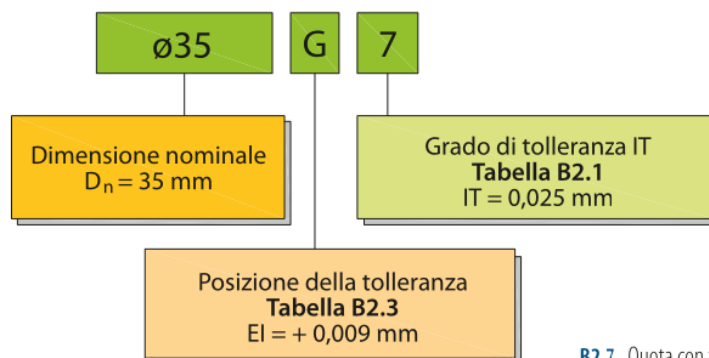 ø35 G 7
Dimensione nominale
Dn = 35 mm
Grado di tolleranza IT
Tabella B2.1
IT = 0,025 mm
Posizione della tolleranza
Tabella B2.3
EI = + 0,009 mm
B2.7 Quota con